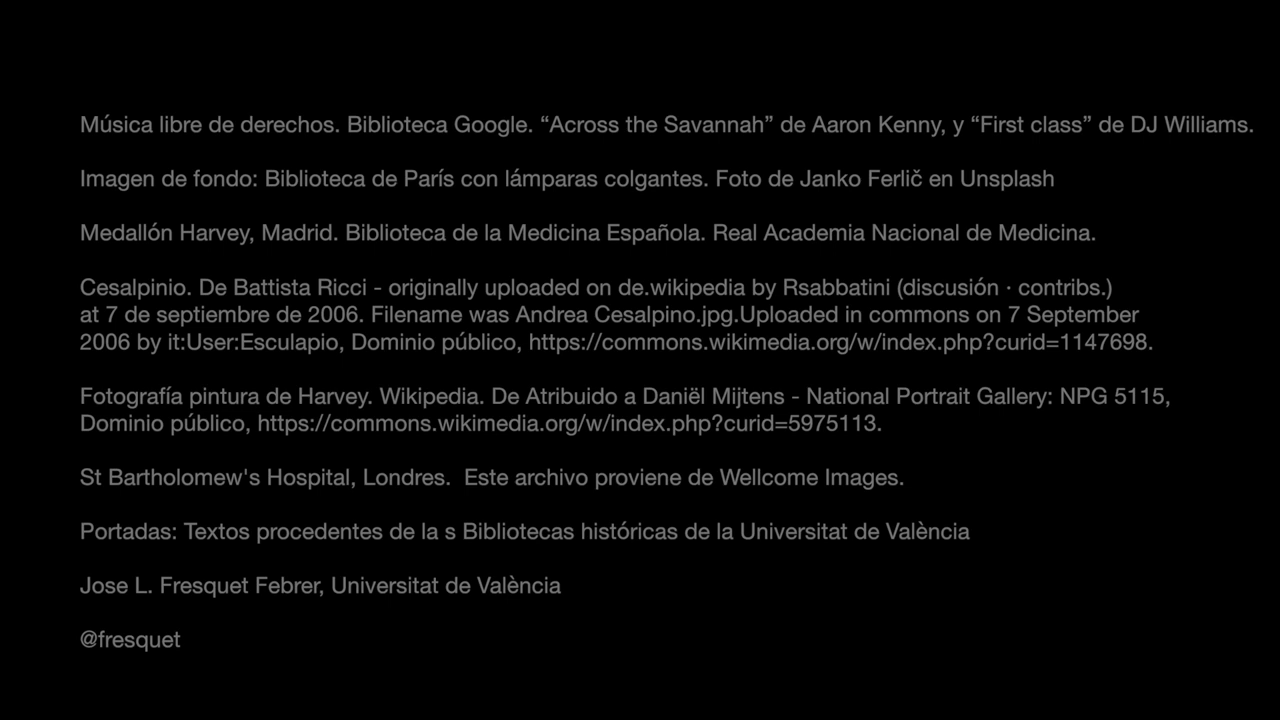 Música libre de derechos. Biblioteca Google. “Across the Savannah” de Aaron Kenny, y “First class” de DJ Williams.
Imagen de fondo: Biblioteca de París con lámparas colgantes. Foto de Janko Ferlič en Unsplash
Medallón Harvey, Madrid. Biblioteca de la Medicina Española. Real Academia Nacional de Medicina.
Cesalpinio. De Battista Ricci - originally uploaded on de.wikipedia by Rsabbatini (discusión · contribs.)
at 7 de septiembre de 2006. Filename was Andrea Cesalpino.jpg.Uploaded in commons on 7 September
2006 by it:User:Esculapio, Dominio público, https://commons.wikimedia.org/w/index.php?curid=1147698.
Fotografía pintura de Harvey. Wikipedia. De Atribuido a Daniël Mijtens - National Portrait Gallery: NPG 5115,
Dominio público, https://commons.wikimedia.org/w/index.php?curid=5975113.
St Bartholomew's Hospital, Londres.  Este archivo proviene de Wellcome Images.
Portadas: Textos procedentes de la s Bibliotecas históricas de la Universitat de València
Jose L. Fresquet Febrer, Universitat de València
@fresquet